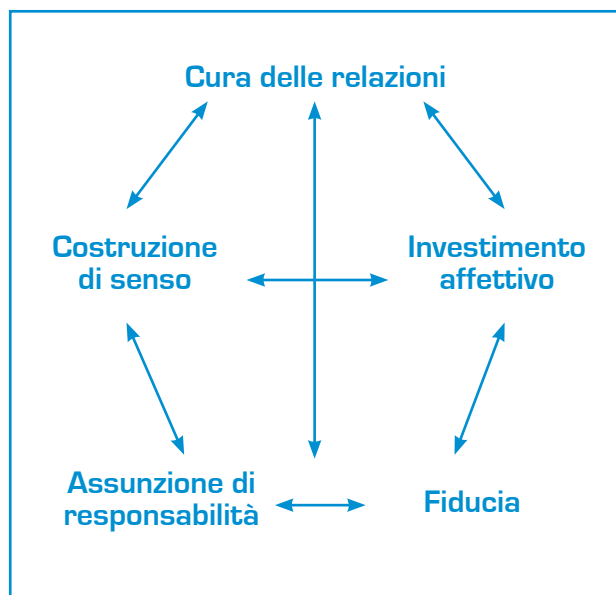 Cura delle relazioni
Costruzione
di senso
Investimento
affettivo
Assunzione di
responsabilità
Fiducia